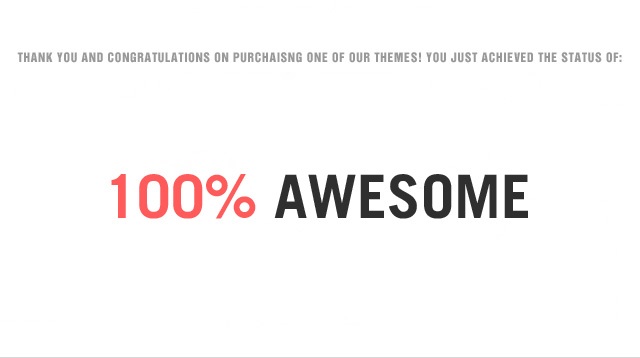 THANK YOU AND CONGRATULATIONS ON PURCHAISNG ONE OF OUR THEMES! YOU JUST ACHIEVED THE STATUS OF:
100% AWESOME